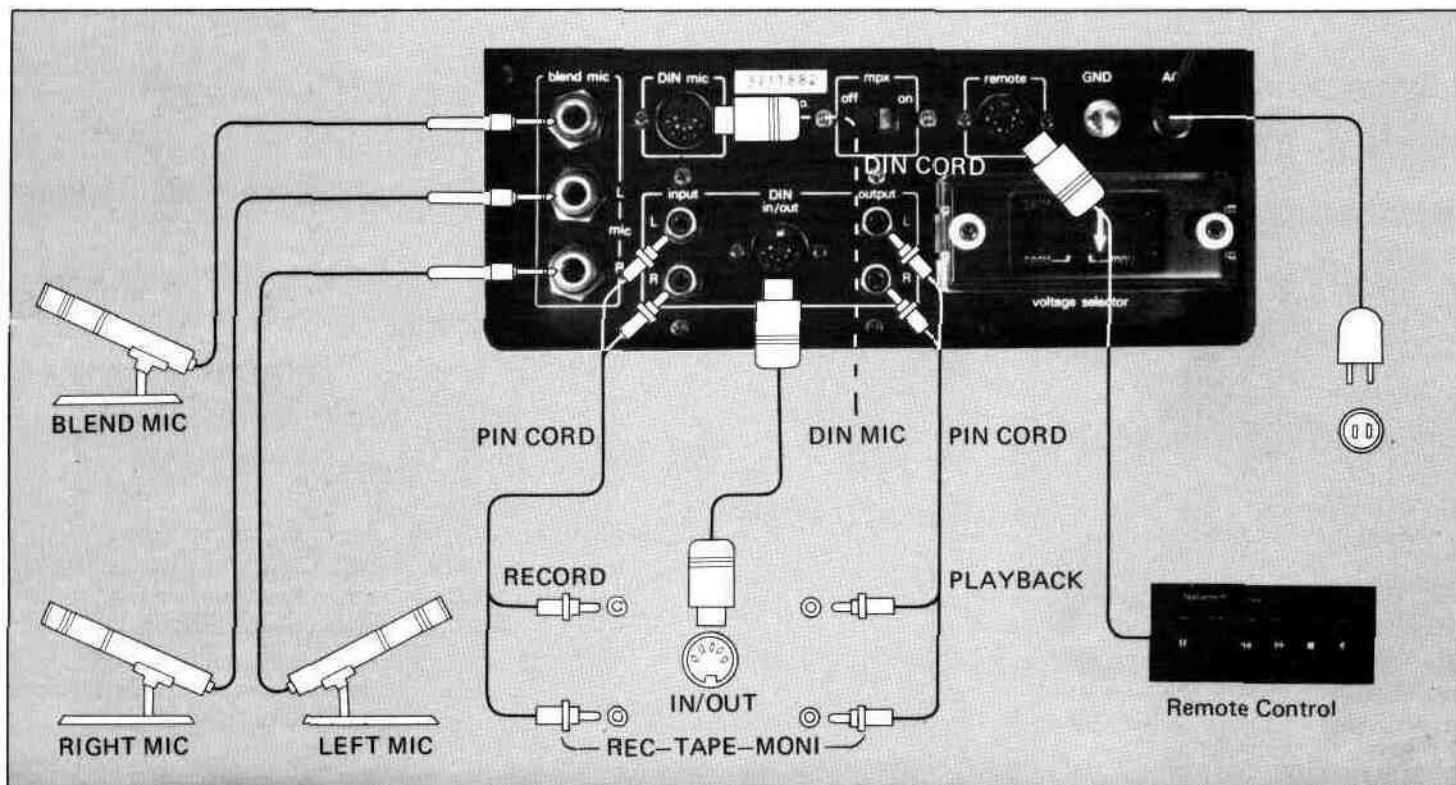 blend mic
DIN mic
mpx
off
on
remote
GND
AC
DIN CORD
L
mic
R
input
L
R
DIN
in/out
output
L
R
voltage selector
BLEND MIC
PIN CORD
DIN MIC
PIN CORD
RECORD
PLAYBACK
IN/OUT
RIGHT MIC
LEFT MIC
REC–TAPE–MONI
Remote Control